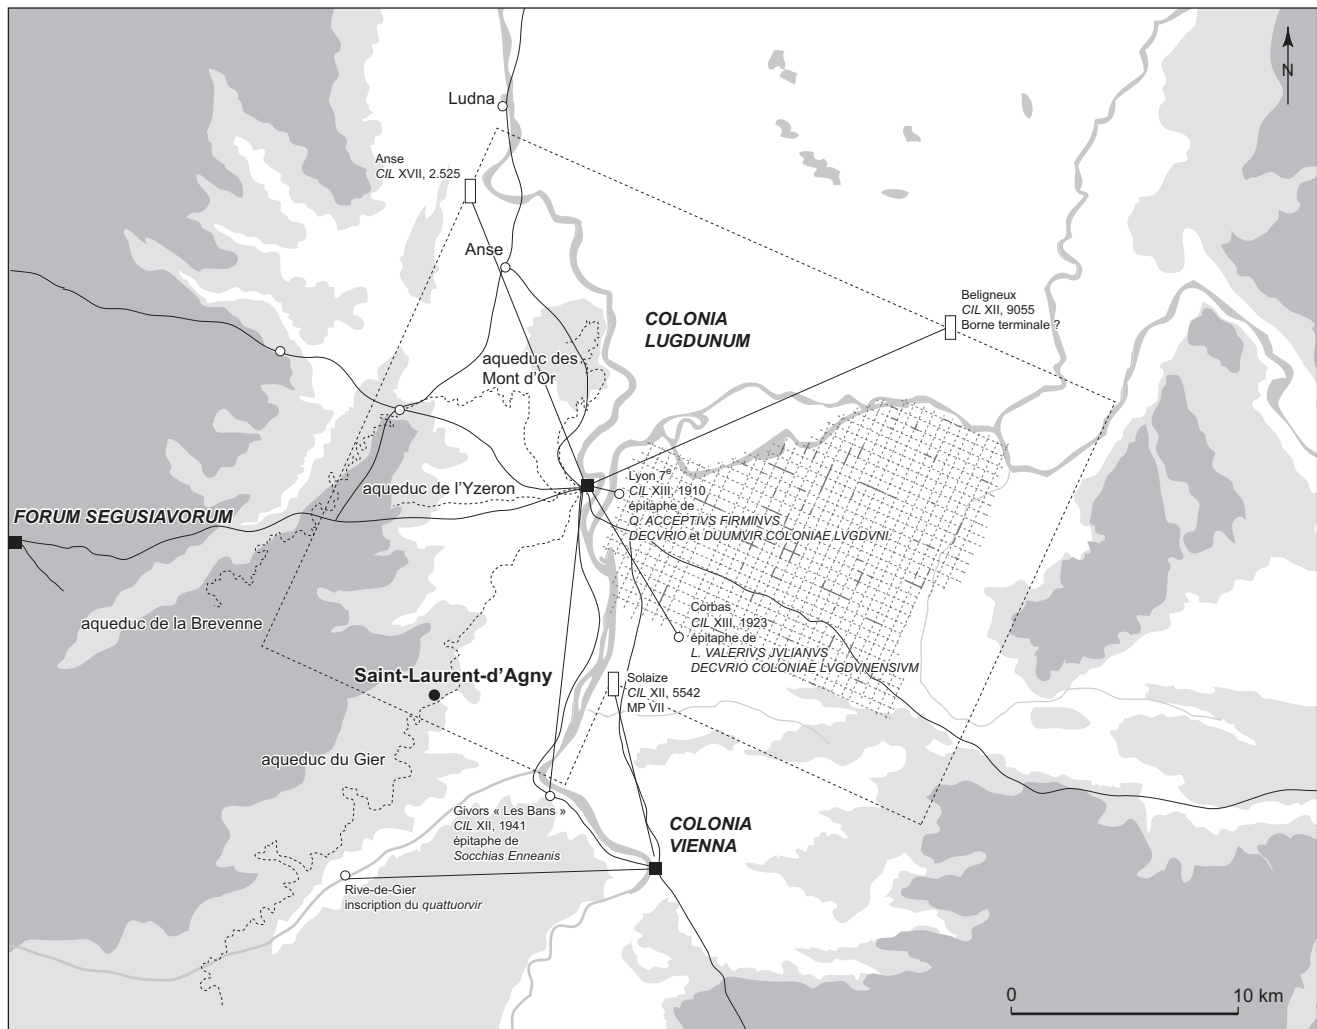 N
Ludna
Anse
CIL XVII, 2.525
Anse
Beligneux
CIL XII, 9055
Borne terminale ?
COLONIA
LUGDUNUM
aqueduc des
Mont d'Or
Lyon 7e
CIL XIII, 1910
épitaphe de
Q. ACCEPTIVS FIRMINVS
DECVRIO et DUUMVIR COLONIAE LVGDVNI
aqueduc de l'Yzeron
FORUM SEGUSIAVORUM
Corbas
CIL XIII, 1923
épitaphe de
L. VALERIVS JVLIANVS
DECVRIO COLONIAE LVGDVNENSIVM
aqueduc de la Brevenne
Saint-Laurent-d'Agny
Solaize
CIL XII, 5542
MP VII
aqueduc du Gier
Givors « Les Bans »
CIL XII, 1941
épitaphe de
Socchias Enneanis
COLONIA
VIENNA
Rive-de-Gier
inscription du quattuorvir
0 10 km